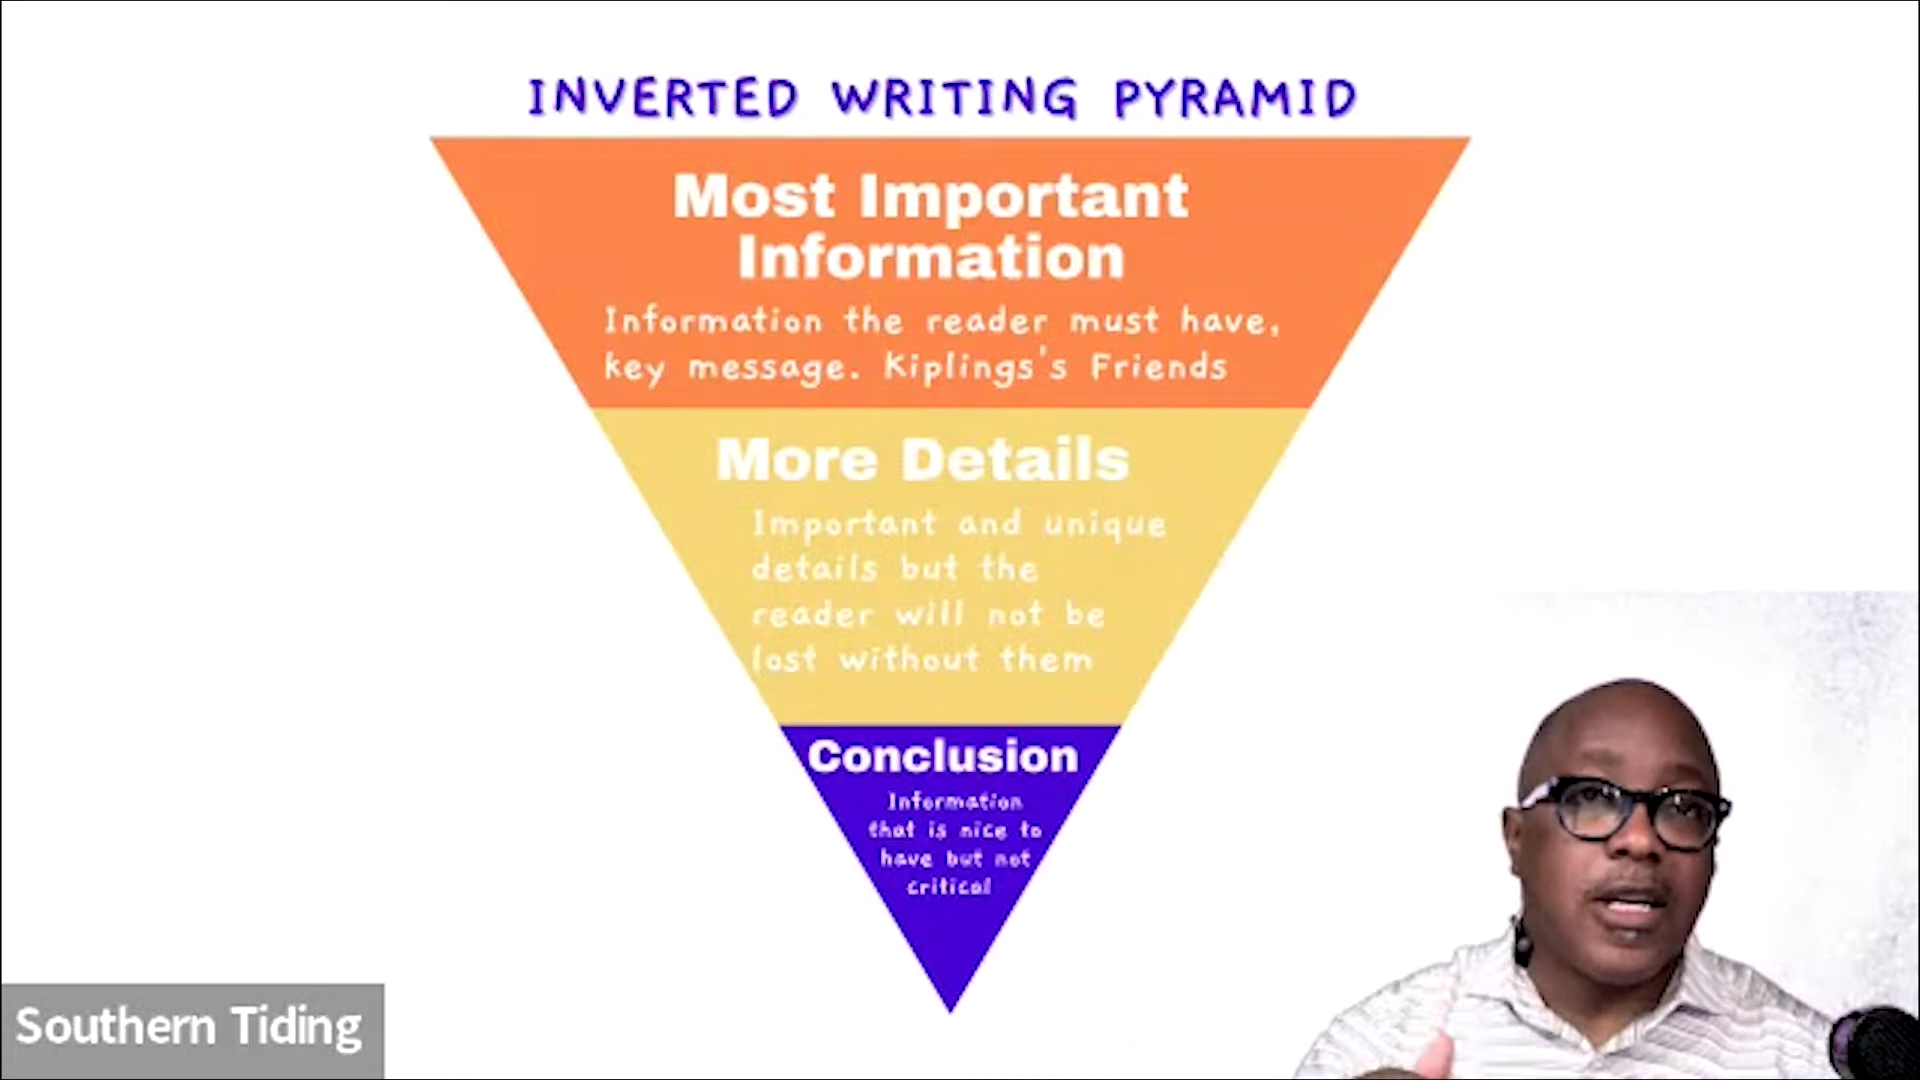 INVERTED WRITING PYRAMID
Most Important
Information
Information the reader must have,
key message. Kiplings's Friends
More Details
Important and unique
details but the
reader will not be
lost without them
Conclusion
Information
that is nice to
have but not
critical
Southern Tiding